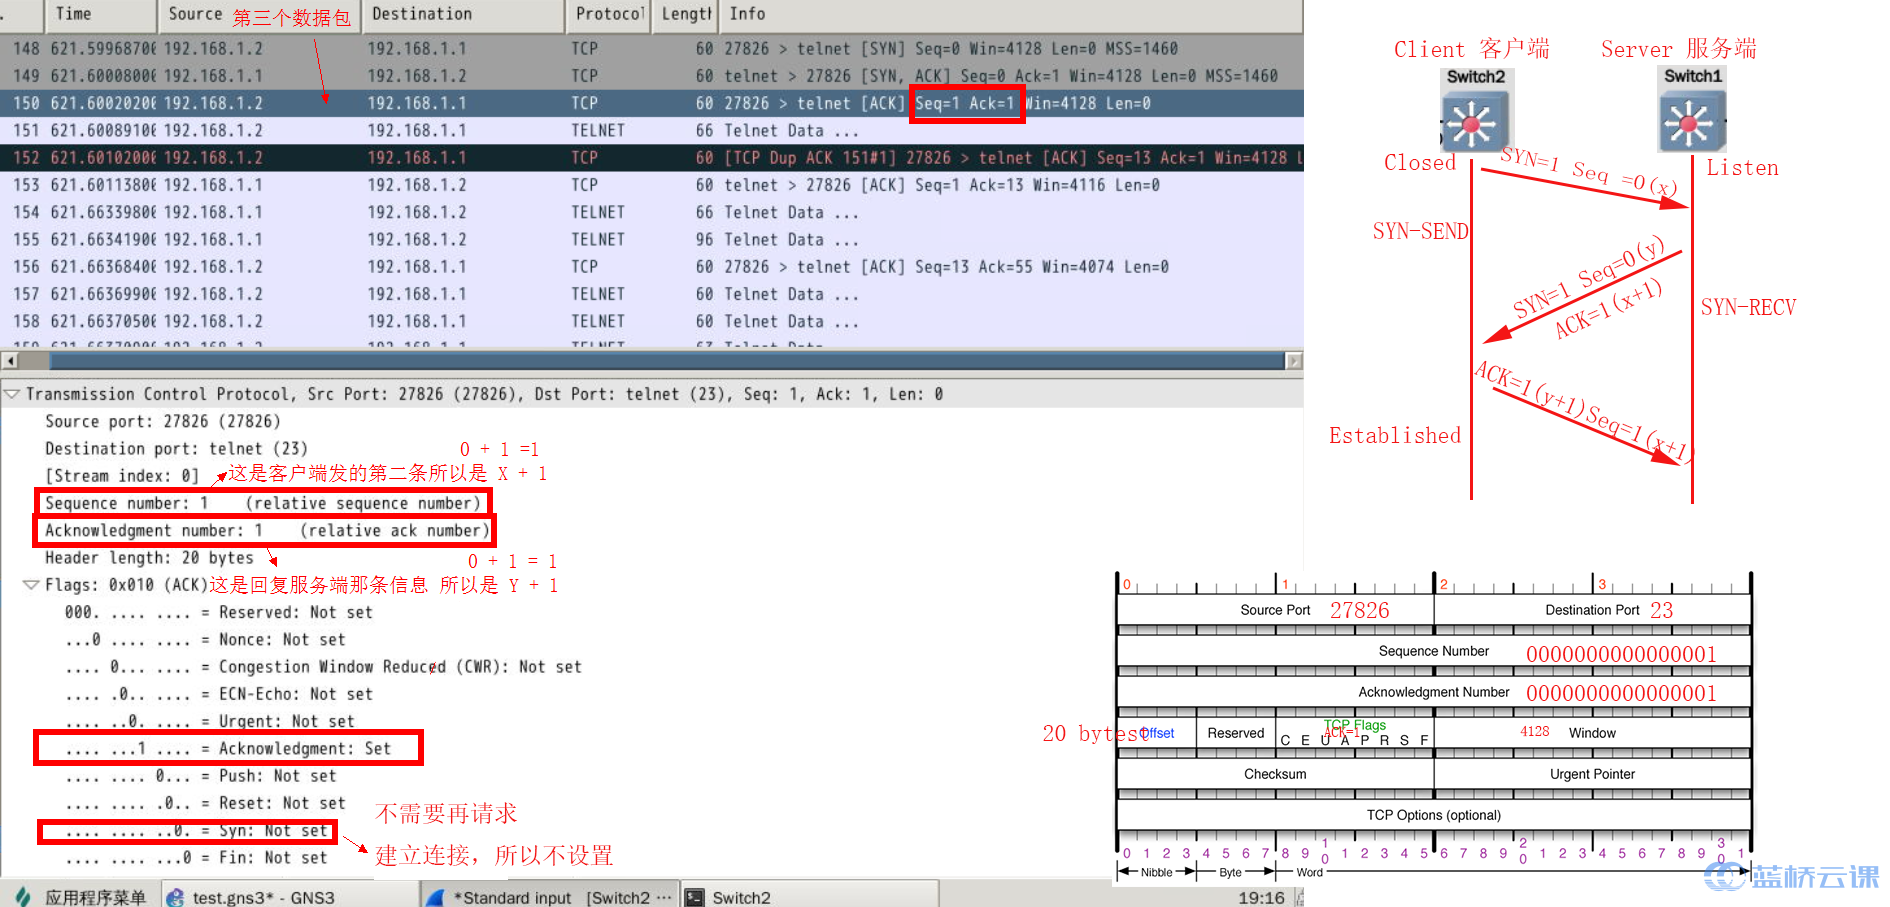 . Time Source Destination Protocol Length Info
第三个数据包
148 621.59968700 192.168.1.2 192.168.1.1 TCP 60 27826 > telnet [SYN] Seq=0 Win=4128 Len=0 MSS=1460
149 621.60008000 192.168.1.1 192.168.1.2 TCP 60 telnet > 27826 [SYN, ACK] Seq=0 Ack=1 Win=4128 Len=0 MSS=1460
150 621.60020200 192.168.1.2 192.168.1.1 TCP 60 27826 > telnet [ACK] Seq=1 Ack=1 Win=4128 Len=0
151 621.60089100 192.168.1.2 192.168.1.1 TELNET 66 Telnet Data ...
152 621.60102000 192.168.1.2 192.168.1.1 TCP 60 [TCP Dup ACK 151#1] 27826 > telnet [ACK] Seq=13 Ack=1 Win=4128 L
153 621.60113800 192.168.1.1 192.168.1.2 TCP 60 telnet > 27826 [ACK] Seq=1 Ack=13 Win=4116 Len=0
154 621.66339800 192.168.1.1 192.168.1.2 TELNET 66 Telnet Data ...
155 621.66341900 192.168.1.1 192.168.1.2 TELNET 96 Telnet Data ...
156 621.66368400 192.168.1.2 192.168.1.1 TCP 60 27826 > telnet [ACK] Seq=13 Ack=55 Win=4074 Len=0
157 621.66369900 192.168.1.2 192.168.1.1 TELNET 60 Telnet Data ...
158 621.66370500 192.168.1.2 192.168.1.1 TELNET 60 Telnet Data ...
Transmission Control Protocol, Src Port: 27826 (27826), Dst Port: telnet (23), Seq: 1, Ack: 1, Len: 0
Source port: 27826 (27826)
Destination port: telnet (23)
0 + 1 =1
[Stream index: 0]
这是客户端发的第二条所以是 X + 1
Sequence number: 1 (relative sequence number)
Acknowledgment number: 1 (relative ack number)
Header length: 20 bytes
0 + 1 = 1
Flags: 0x010 (ACK)
这是回复服务端那条信息 所以是 Y + 1
000. .... .... = Reserved: Not set
...0 .... .... = Nonce: Not set
.... 0... .... = Congestion Window Reduced (CWR): Not set
.... .0.. .... = ECN-Echo: Not set
.... ..0. .... = Urgent: Not set
.... ...1 .... = Acknowledgment: Set
.... .... 0... = Push: Not set
.... .... .0.. = Reset: Not set
.... .... ..0. = Syn: Not set
.... .... ...0 = Fin: Not set
不需要再请求
建立连接，所以不设置
应用程序菜单 test.gns3* - GNS3 *Standard input [Switch2 ... Switch2 19:16
Client 客户端 Server 服务端
Switch2 Switch1
Closed Listen
SYN=1 Seq =0(x)
SYN-SEND
SYN=1 Seq=0(y)
ACK=1(x+1)
SYN-RECV
ACK=1(y+1)Seq=1(x+1)
Established
0 1 2 3
Source Port 27826 Destination Port 23
Sequence Number 0000000000000001
Acknowledgment Number 0000000000000001
20 bytest Offset Reserved TCP Flags ACK=1 4128 Window
C E U A P R S F
Checksum Urgent Pointer
TCP Options (optional)
0 1 2 3 4 5 6 7 8 9 10 1 2 3 4 5 6 7 8 9 20 1 2 3 4 5 6 7 8 9 30 1
Nibble Byte Word
蓝桥云课